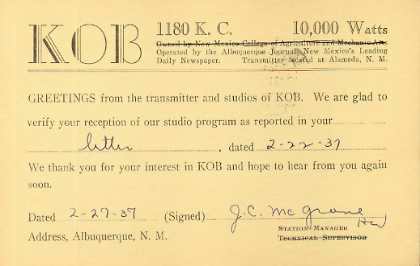 KOB 1180 K. C. 10,000 Watts
Owned by New Mexico College of Agriculture and Mechanic Arts
Operated by the Albuquerque Journal, New Mexico's Leading
Daily Newspaper. Transmitter located at Alameda, N. M.
GREETINGS from the transmitter and studios of KOB. We are glad to
verify your reception of our studio program as reported in your
letter, dated 2-22-37
We thank you for your interest in KOB and hope to hear from you again
soon.
Dated 2-27-37 (Signed) J.C. McGrane
STATION MANAGER
Address, Albuquerque, N. M. TECHNICAL SUPERVISOR